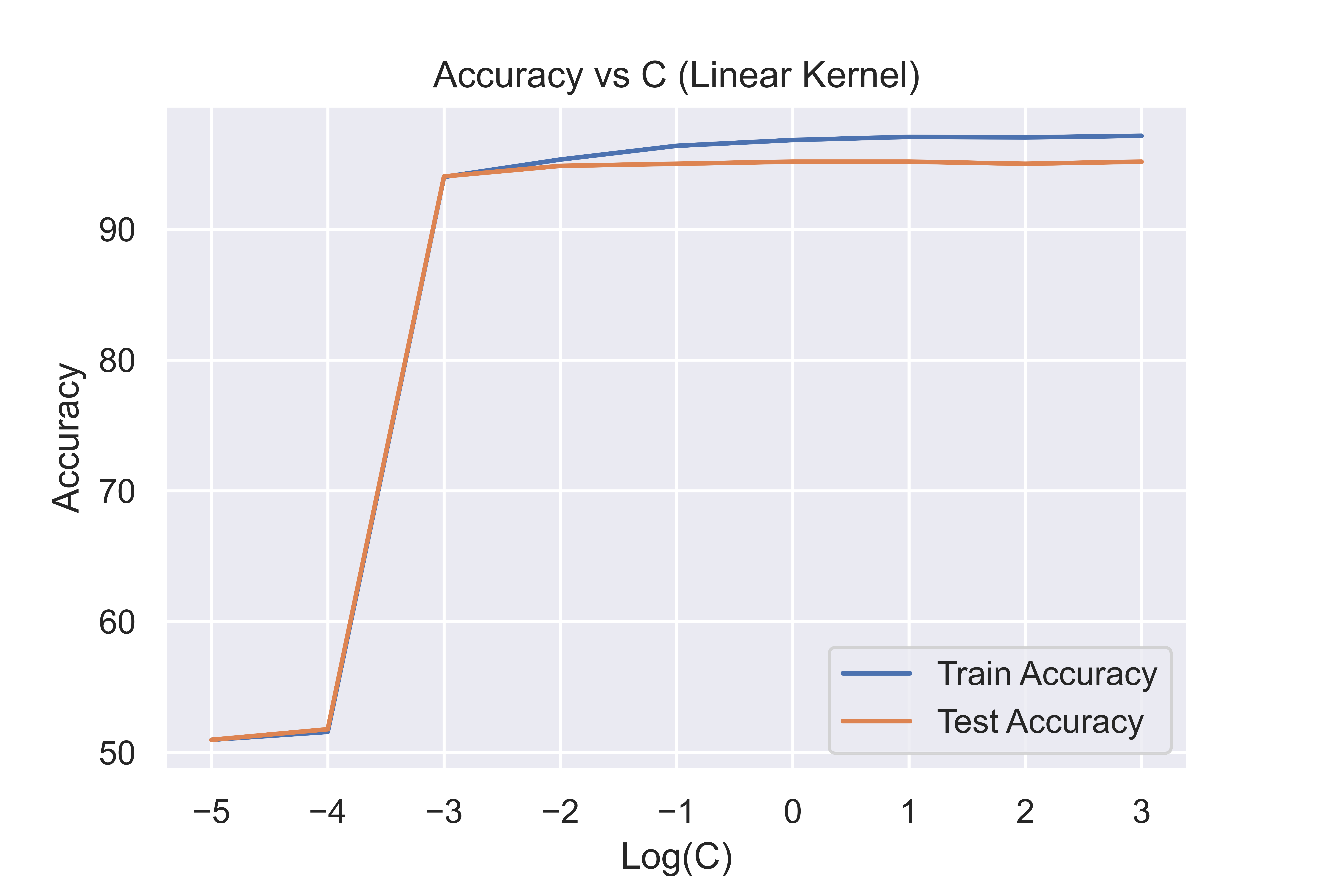 Accuracy vs C (Linear Kernel)
Accuracy
90
80
70
60
50
Train Accuracy
Test Accuracy
−5 −4 −3 −2 −1 0 1 2 3
Log(C)